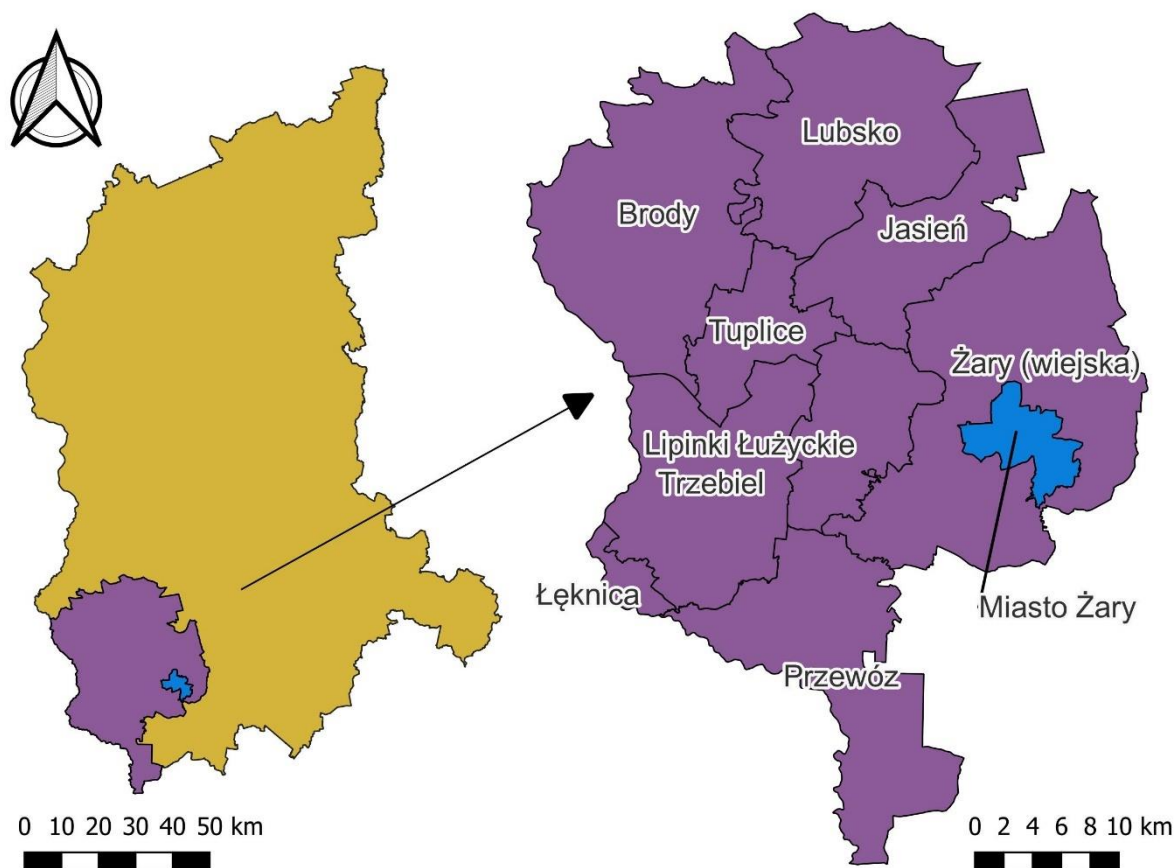 Lubsko
Brody
Jasień
Tuplice
Żary (wiejska)
Lipinki Łużyckie
Trzebiel
Łęknica
Miasto Żary
Przewóz
0 10 20 30 40 50 km
0 2 4 6 8 10 km